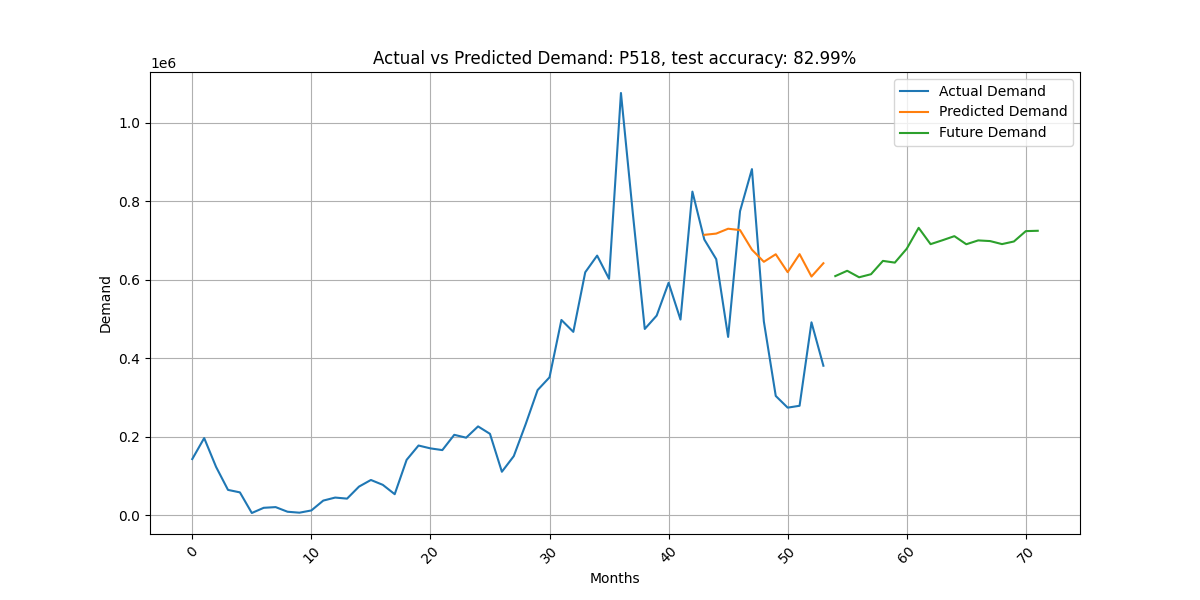 Actual vs Predicted Demand: P518, test accuracy: 82.99%
1e6
Actual Demand
Predicted Demand
Future Demand
1.0
0.8
0.6
0.4
0.2
0.0
Demand
0
10
20
30
40
50
60
70
Months